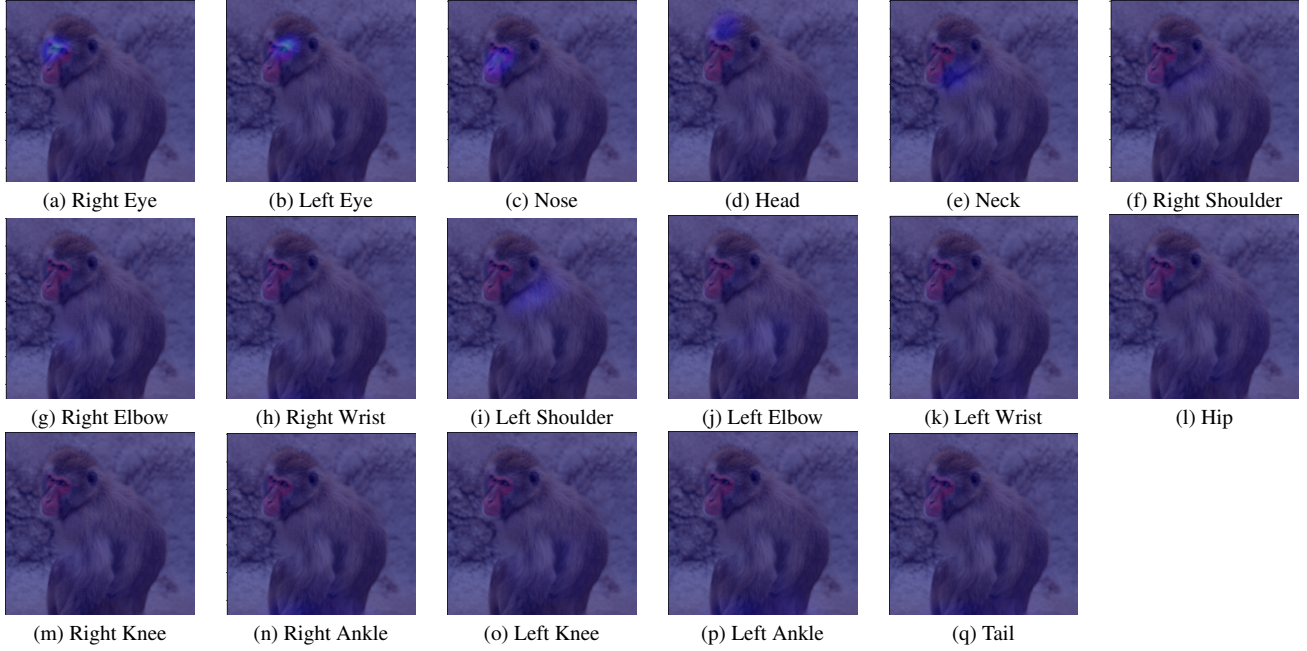 (a) Right Eye
(b) Left Eye
(c) Nose
(d) Head
(e) Neck
(f) Right Shoulder
(g) Right Elbow
(h) Right Wrist
(i) Left Shoulder
(j) Left Elbow
(k) Left Wrist
(l) Hip
(m) Right Knee
(n) Right Ankle
(o) Left Knee
(p) Left Ankle
(q) Tail